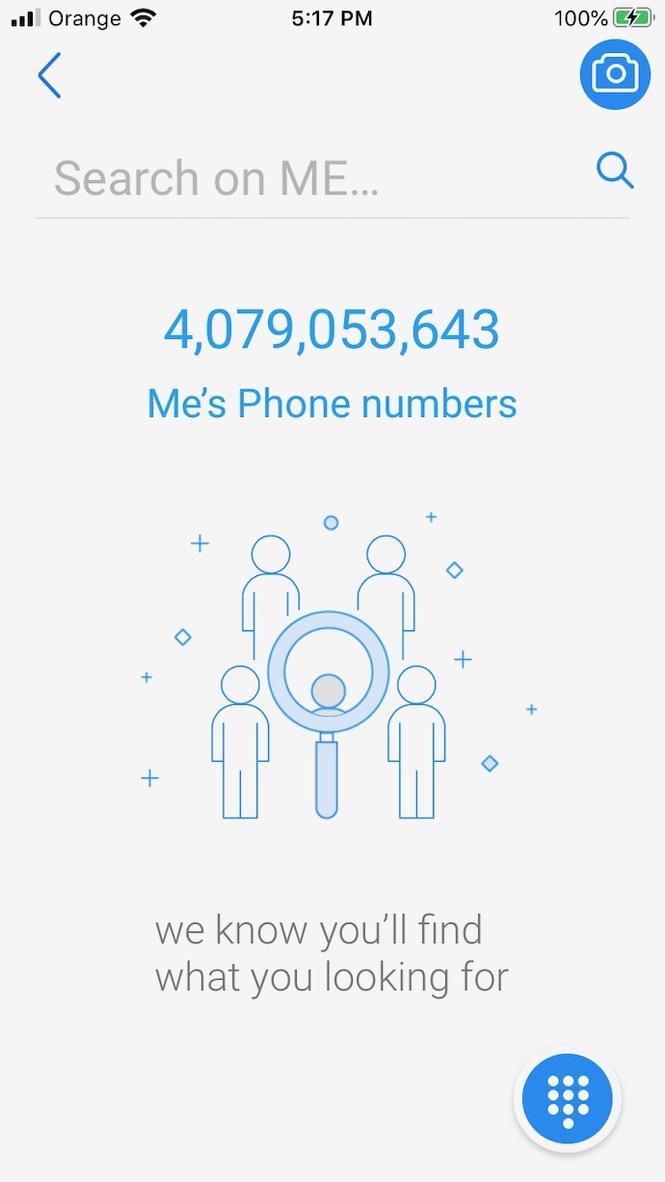 Orange 5:17 PM 100%
Search on ME...
4,079,053,643
Me’s Phone numbers
we know you’ll find
what you looking for